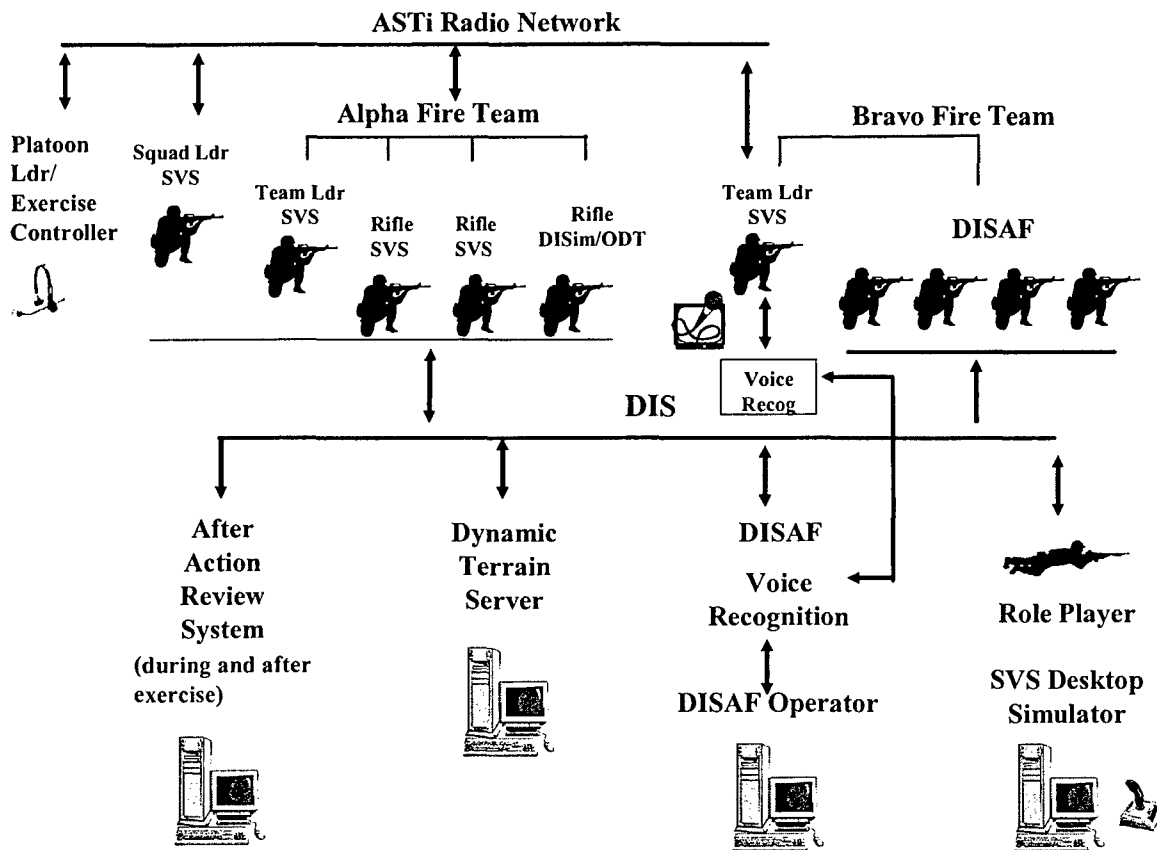 ASTi Radio Network
Alpha Fire Team
Bravo Fire Team
Platoon
Ldr/
Exercise
Controller
Squad Ldr
SVS
Team Ldr
SVS
Rifle
SVS
Rifle
SVS
Rifle
DISim/ODT
Team Ldr
SVS
DISAF
Voice
Recog
DIS
After
Action
Review
System
(during and after
exercise)
Dynamic
Terrain
Server
DISAF
Voice
Recognition
DISAF Operator
Role Player
SVS Desktop
Simulator